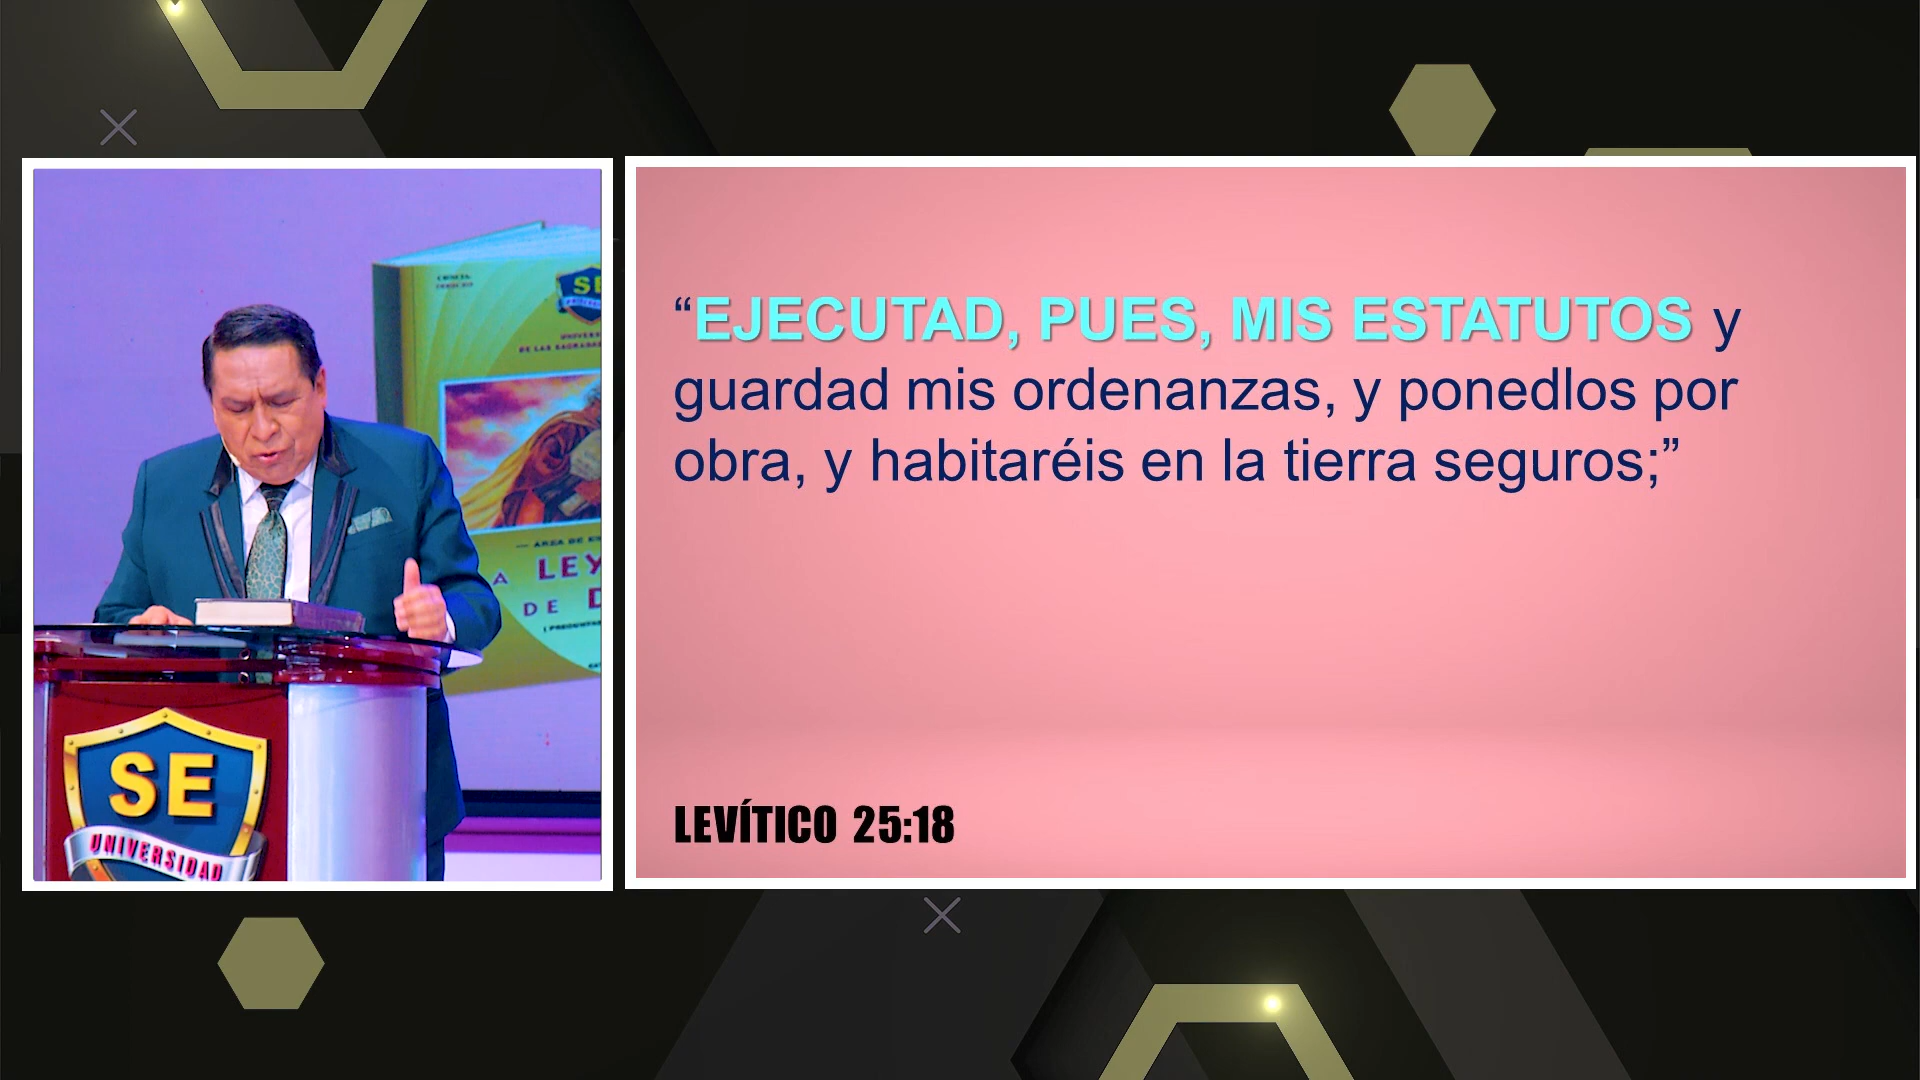 “EJECUTAD, PUES, MIS ESTATUTOS y
guardad mis ordenanzas, y ponedlos por
obra, y habitaréis en la tierra seguros;”
LEVÍTICO 25:18
SE
UNIVERSIDAD
SE
LEY
DE